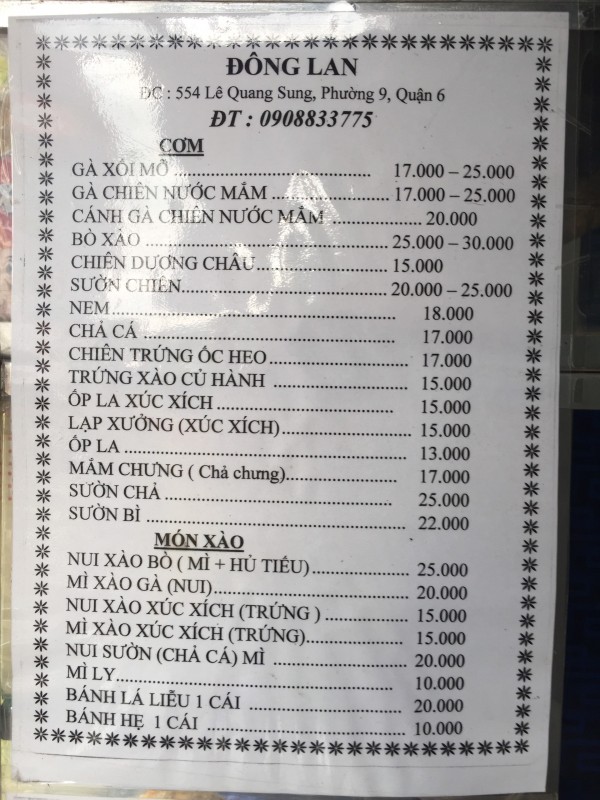 ĐÔNG LAN
ĐC : 554 Lê Quang Sung, Phường 9, Quận 6
ĐT : 0908833775
CƠM
GÀ XỐI MỠ ........ 17.000 – 25.000
GÀ CHIÊN NƯỚC MẮM ........ 17.000 – 25.000
CÁNH GÀ CHIÊN NƯỚC MẮM ........ 20.000
BÒ XÀO ........ 25.000 – 30.000
CHIÊN DƯƠNG CHÂU ........ 15.000
SƯỜN CHIÊN ........ 20.000 – 25.000
NEM ........ 18.000
CHẢ CÁ ........ 17.000
CHIÊN TRỨNG ỐC HEO ........ 17.000
TRỨNG XÀO CỦ HÀNH ........ 15.000
ỐP LA XÚC XÍCH ........ 15.000
LẠP XƯỞNG (XÚC XÍCH) ........ 15.000
ỐP LA ........ 13.000
MẮM CHƯNG ( Chả chưng) ........ 17.000
SƯỜN CHẢ ........ 25.000
SƯỜN BÌ ........ 22.000
MÓN XÀO
NUI XÀO BÒ ( MÌ + HỦ TIẾU) ........ 25.000
MÌ XÀO GÀ (NUI) ........ 20.000
NUI XÀO XÚC XÍCH (TRỨNG ) ........ 15.000
MÌ XÀO XÚC XÍCH (TRỨNG) ........ 15.000
NUI SƯỜN (CHẢ CÁ) MÌ ........ 20.000
MÌ LY ........ 10.000
BÁNH LÁ LIỄU 1 CÁI ........ 20.000
BÁNH HẸ 1 CÁI ........ 10.000